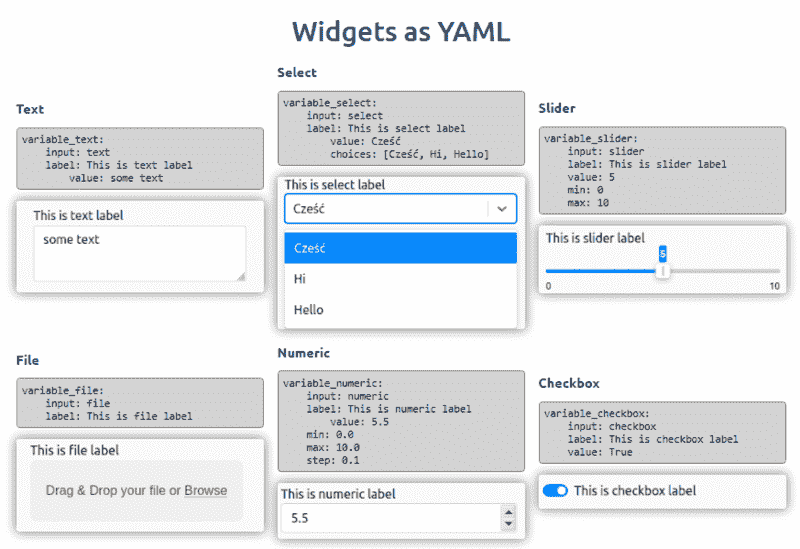 Widgets as YAML
Text
variable_text:
    input: text
    label: This is text label
        value: some text
This is text label
some text
Select
variable_select:
    input: select
    label: This is select label
        value: Cześć
        choices: [Cześć, Hi, Hello]
This is select label
Cześć
Cześć
Hi
Hello
Slider
variable_slider:
    input: slider
    label: This is slider label
    value: 5
    min: 0
    max: 10
This is slider label
5
0 10
File
variable_file:
    input: file
    label: This is file label
This is file label
Drag & Drop your file or Browse
Numeric
variable_numeric:
    input: numeric
    label: This is numeric label
        value: 5.5
    min: 0.0
    max: 10.0
    step: 0.1
This is numeric label
5.5
Checkbox
variable_checkbox:
    input: checkbox
    label: This is checkbox label
    value: True
This is checkbox label